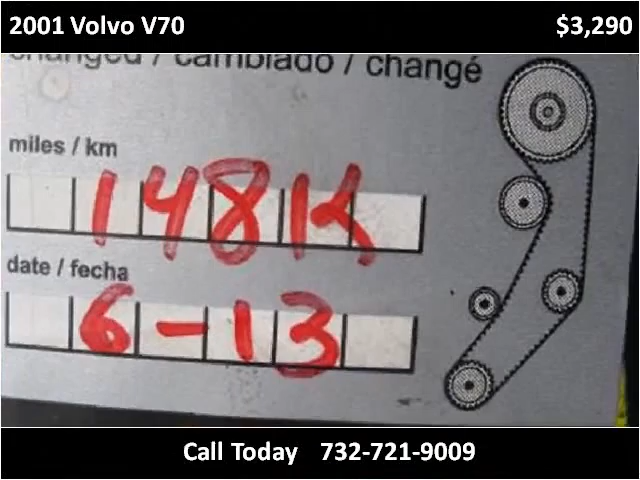 2001 Volvo V70 $3,290
changed / cambiado / changé
miles / km
148K
date / fecha
6-13
Call Today 732-721-9009